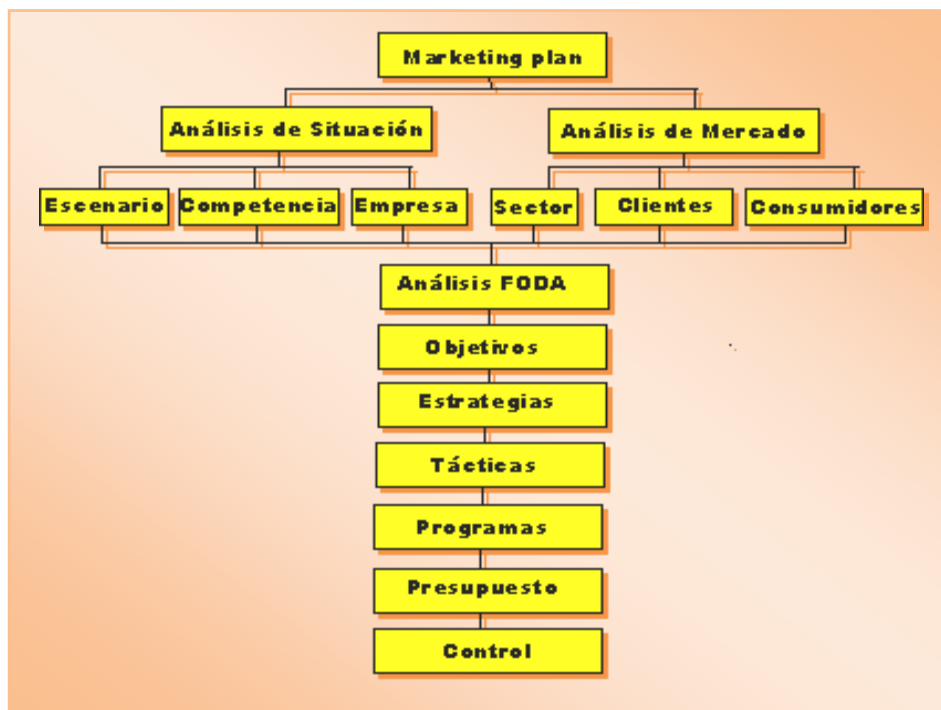 Marketing plan
Análisis de Situación
Análisis de Mercado
Escenario
Competencia
Empresa
Sector
Clientes
Consumidores
Análisis FODA
Objetivos
Estrategias
Tácticas
Programas
Presupuesto
Control